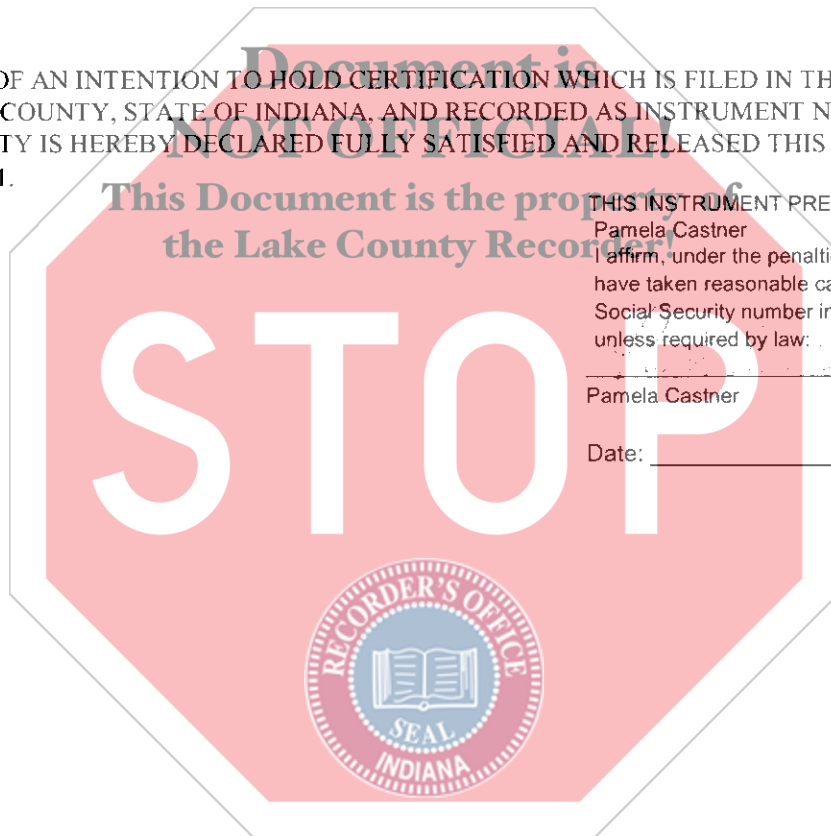 Document is
OF AN INTENTION TO HOLD CERTIFICATION WHICH IS FILED IN TH
COUNTY, STATE OF INDIANA, AND RECORDED AS INSTRUMENT N
NOT OFFICIAL!
TY IS HEREBY DECLARED FULLY SATISFIED AND RELEASED THIS
1.
This Document is the property of
the Lake County Recorder!
THIS INSTRUMENT PRE
Pamela Castner
I affirm, under the penalti
have taken reasonable ca
Social Security number in
unless required by law:
Pamela Castner
Date:
STOP
RECORDER'S OFFICE
SEAL
INDIANA